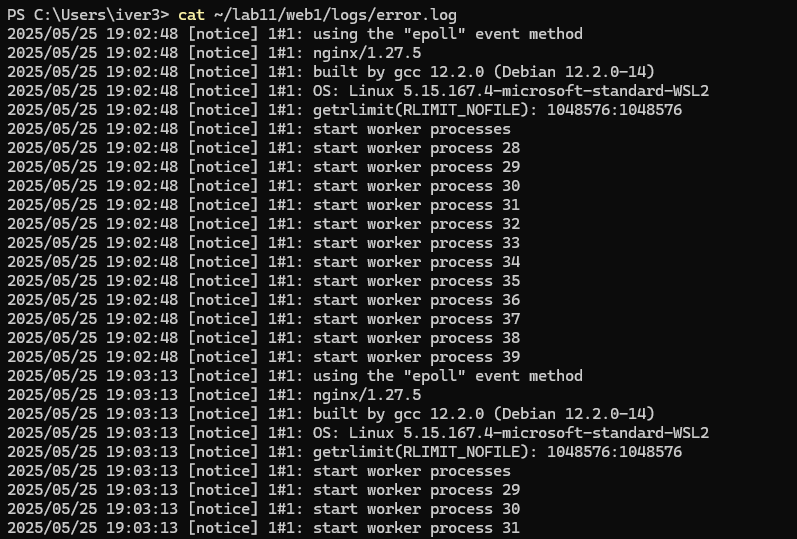 PS C:\Users\iver3> cat ~/lab11/web1/logs/error.log
2025/05/25 19:02:48 [notice] 1#1: using the "epoll" event method
2025/05/25 19:02:48 [notice] 1#1: nginx/1.27.5
2025/05/25 19:02:48 [notice] 1#1: built by gcc 12.2.0 (Debian 12.2.0-14)
2025/05/25 19:02:48 [notice] 1#1: OS: Linux 5.15.167.4-microsoft-standard-WSL2
2025/05/25 19:02:48 [notice] 1#1: getrlimit(RLIMIT_NOFILE): 1048576:1048576
2025/05/25 19:02:48 [notice] 1#1: start worker processes
2025/05/25 19:02:48 [notice] 1#1: start worker process 28
2025/05/25 19:02:48 [notice] 1#1: start worker process 29
2025/05/25 19:02:48 [notice] 1#1: start worker process 30
2025/05/25 19:02:48 [notice] 1#1: start worker process 31
2025/05/25 19:02:48 [notice] 1#1: start worker process 32
2025/05/25 19:02:48 [notice] 1#1: start worker process 33
2025/05/25 19:02:48 [notice] 1#1: start worker process 34
2025/05/25 19:02:48 [notice] 1#1: start worker process 35
2025/05/25 19:02:48 [notice] 1#1: start worker process 36
2025/05/25 19:02:48 [notice] 1#1: start worker process 37
2025/05/25 19:02:48 [notice] 1#1: start worker process 38
2025/05/25 19:02:48 [notice] 1#1: start worker process 39
2025/05/25 19:03:13 [notice] 1#1: using the "epoll" event method
2025/05/25 19:03:13 [notice] 1#1: nginx/1.27.5
2025/05/25 19:03:13 [notice] 1#1: built by gcc 12.2.0 (Debian 12.2.0-14)
2025/05/25 19:03:13 [notice] 1#1: OS: Linux 5.15.167.4-microsoft-standard-WSL2
2025/05/25 19:03:13 [notice] 1#1: getrlimit(RLIMIT_NOFILE): 1048576:1048576
2025/05/25 19:03:13 [notice] 1#1: start worker processes
2025/05/25 19:03:13 [notice] 1#1: start worker process 29
2025/05/25 19:03:13 [notice] 1#1: start worker process 30
2025/05/25 19:03:13 [notice] 1#1: start worker process 31